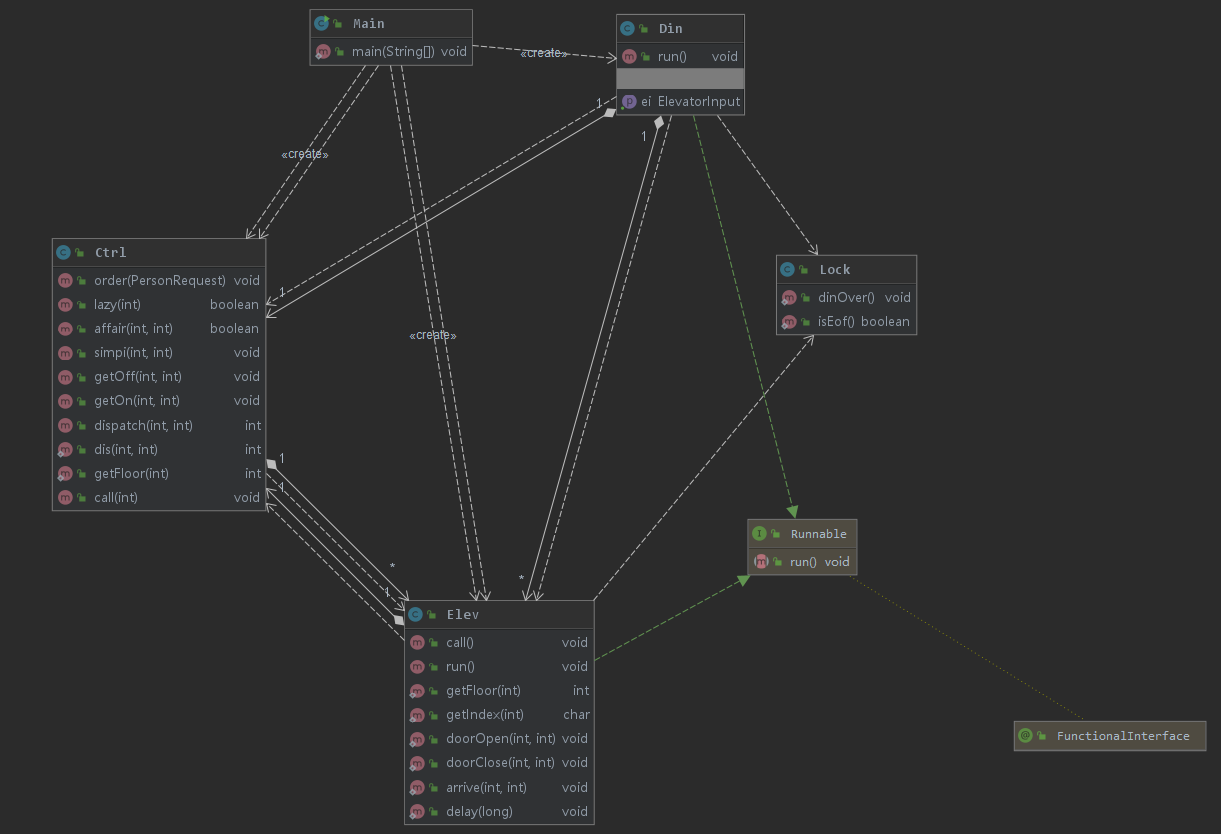 Main
main(String[]) void
Din
run() void
ei ElevatorInput
«create»
1
1
«create»
1
«create»
Ctrl
order(PersonRequest) void
lazy(int) boolean
affair(int, int) boolean
simpi(int, int) void
getOff(int, int) void
getOn(int, int) void
dispatch(int, int) int
dis(int, int) int
getFloor(int) int
call(int) void
Lock
dinOver() void
isEof() boolean
1
1
*
1
*
Runnable
run() void
Elev
call() void
run() void
getFloor(int) int
getIndex(int) char
doorOpen(int, int) void
doorClose(int, int) void
arrive(int, int) void
delay(long) void
FunctionalInterface